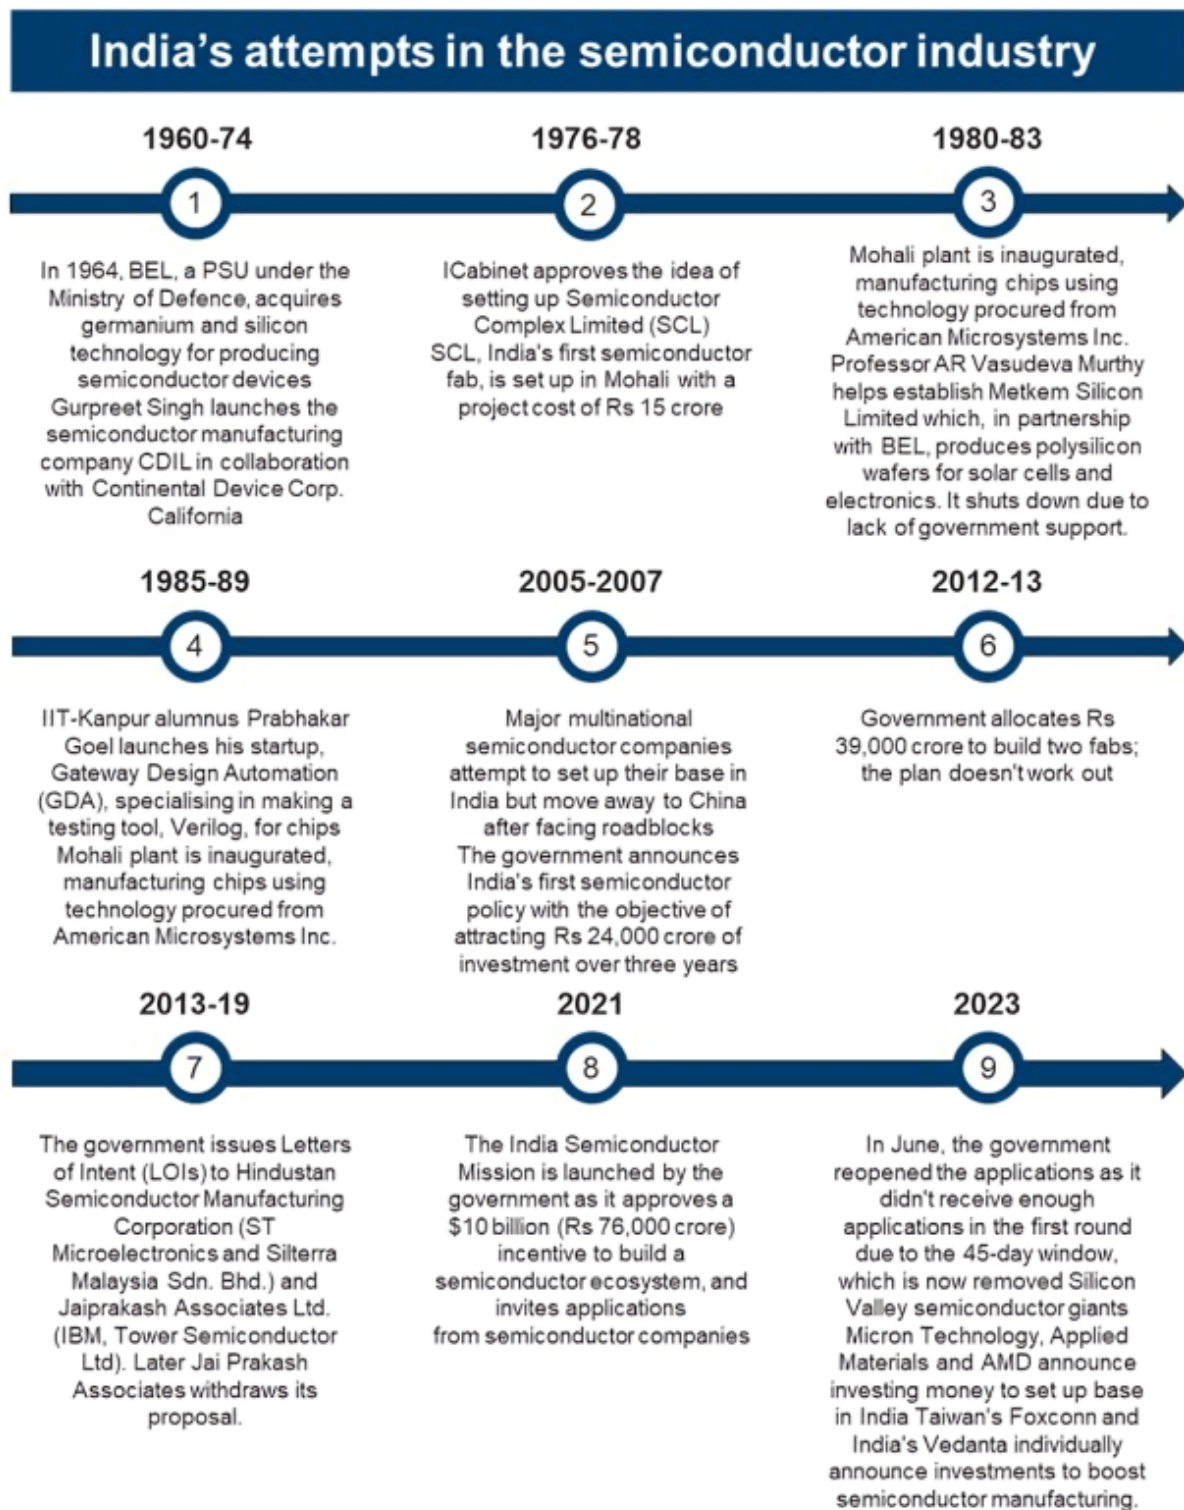 India's attempts in the semiconductor industry
1960-74
1
In 1964, BEL, a PSU under the
Ministry of Defence, acquires
germanium and silicon
technology for producing
semiconductor devices
Gurpreet Singh launches the
semiconductor manufacturing
company CDIL in collaboration
with Continental Device Corp.
California
1976-78
2
ICabinet approves the idea of
setting up Semiconductor
Complex Limited (SCL)
SCL, India's first semiconductor
fab, is set up in Mohali with a
project cost of Rs 15 crore
1980-83
3
Mohali plant is inaugurated,
manufacturing chips using
technology procured from
American Microsystems Inc.
Professor AR Vasudeva Murthy
helps establish Metkem Silicon
Limited which, in partnership
with BEL, produces polysilicon
wafers for solar cells and
electronics. It shuts down due to
lack of government support.
1985-89
4
IIT-Kanpur alumnus Prabhakar
Goel launches his startup,
Gateway Design Automation
(GDA), specialising in making a
testing tool, Verilog, for chips
Mohali plant is inaugurated,
manufacturing chips using
technology procured from
American Microsystems Inc.
2005-2007
5
Major multinational
semiconductor companies
attempt to set up their base in
India but move away to China
after facing roadblocks
The government announces
India's first semiconductor
policy with the objective of
attracting Rs 24,000 crore of
investment over three years
2012-13
6
Government allocates Rs
39,000 crore to build two fabs;
the plan doesn't work out
2013-19
7
The government issues Letters
of Intent (LOIs) to Hindustan
Semiconductor Manufacturing
Corporation (ST
Microelectronics and Silterra
Malaysia Sdn. Bhd.) and
Jaiprakash Associates Ltd.
(IBM, Tower Semiconductor
Ltd). Later Jai Prakash
Associates withdraws its
proposal.
2021
8
The India Semiconductor
Mission is launched by the
government as it approves a
$10 billion (Rs 76,000 crore)
incentive to build a
semiconductor ecosystem, and
invites applications
from semiconductor companies
2023
9
In June, the government
reopened the applications as it
didn't receive enough
applications in the first round
due to the 45-day window,
which is now removed Silicon
Valley semiconductor giants
Micron Technology, Applied
Materials and AMD announce
investing money to set up base
in India Taiwan's Foxconn and
India's Vedanta individually
announce investments to boost
semiconductor manufacturing.